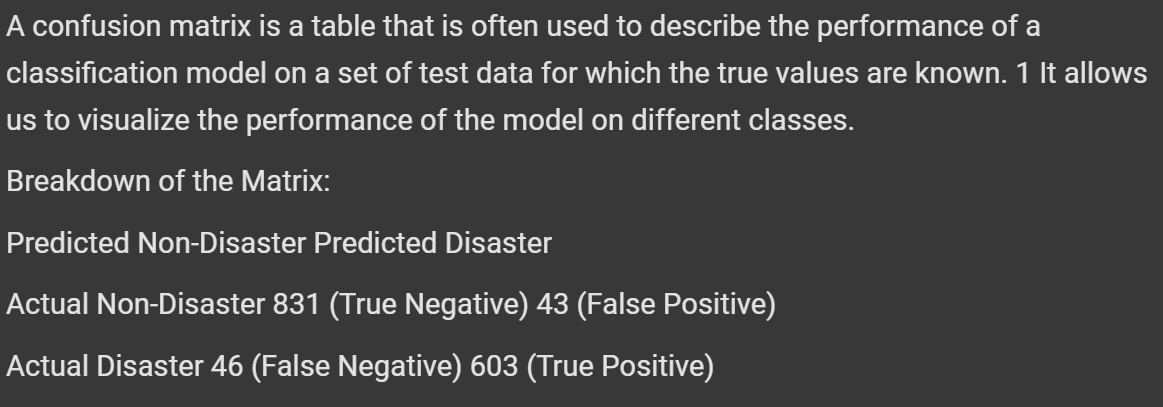 A confusion matrix is a table that is often used to describe the performance of a
classification model on a set of test data for which the true values are known. 1 It allows
us to visualize the performance of the model on different classes.
Breakdown of the Matrix:
Predicted Non-Disaster Predicted Disaster
Actual Non-Disaster 831 (True Negative) 43 (False Positive)
Actual Disaster 46 (False Negative) 603 (True Positive)